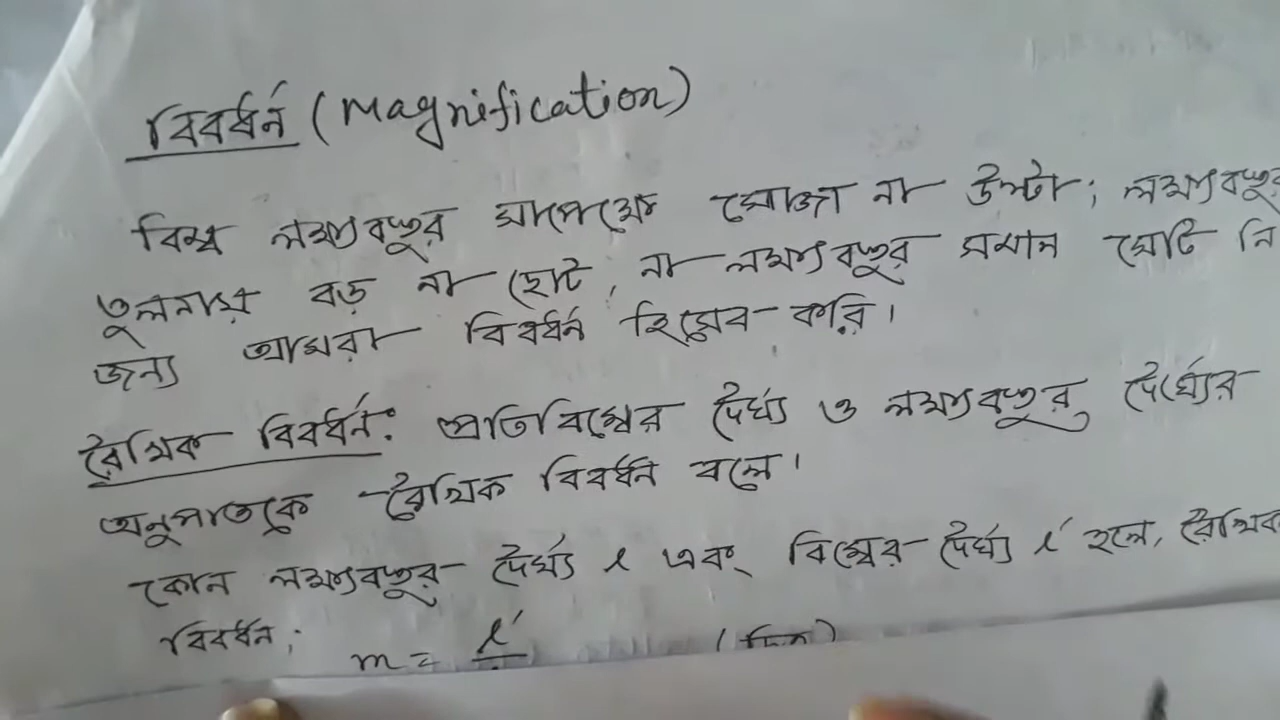 বিবর্ধন (Magnification)
বিম্ব লক্ষ্যবস্তুর সাপেক্ষে সোজা না উল্টা; লক্ষ্যবস্তুর
তুলনায় বড় না ছোট, না লক্ষ্যবস্তুর সমান সেটি
জন্য আমরা বিবর্ধন হিসেব করি।
রৈখিক বিবর্ধন: প্রতিবিম্বের দৈর্ঘ্য ও লক্ষ্যবস্তুর দৈর্ঘ্যের
অনুপাতকে রৈখিক বিবর্ধন বলে।
কোন লক্ষ্যবস্তুর দৈর্ঘ্য l এবং বিম্বের দৈর্ঘ্য l' হলে, রৈখিক
বিবর্ধন;
m = l'